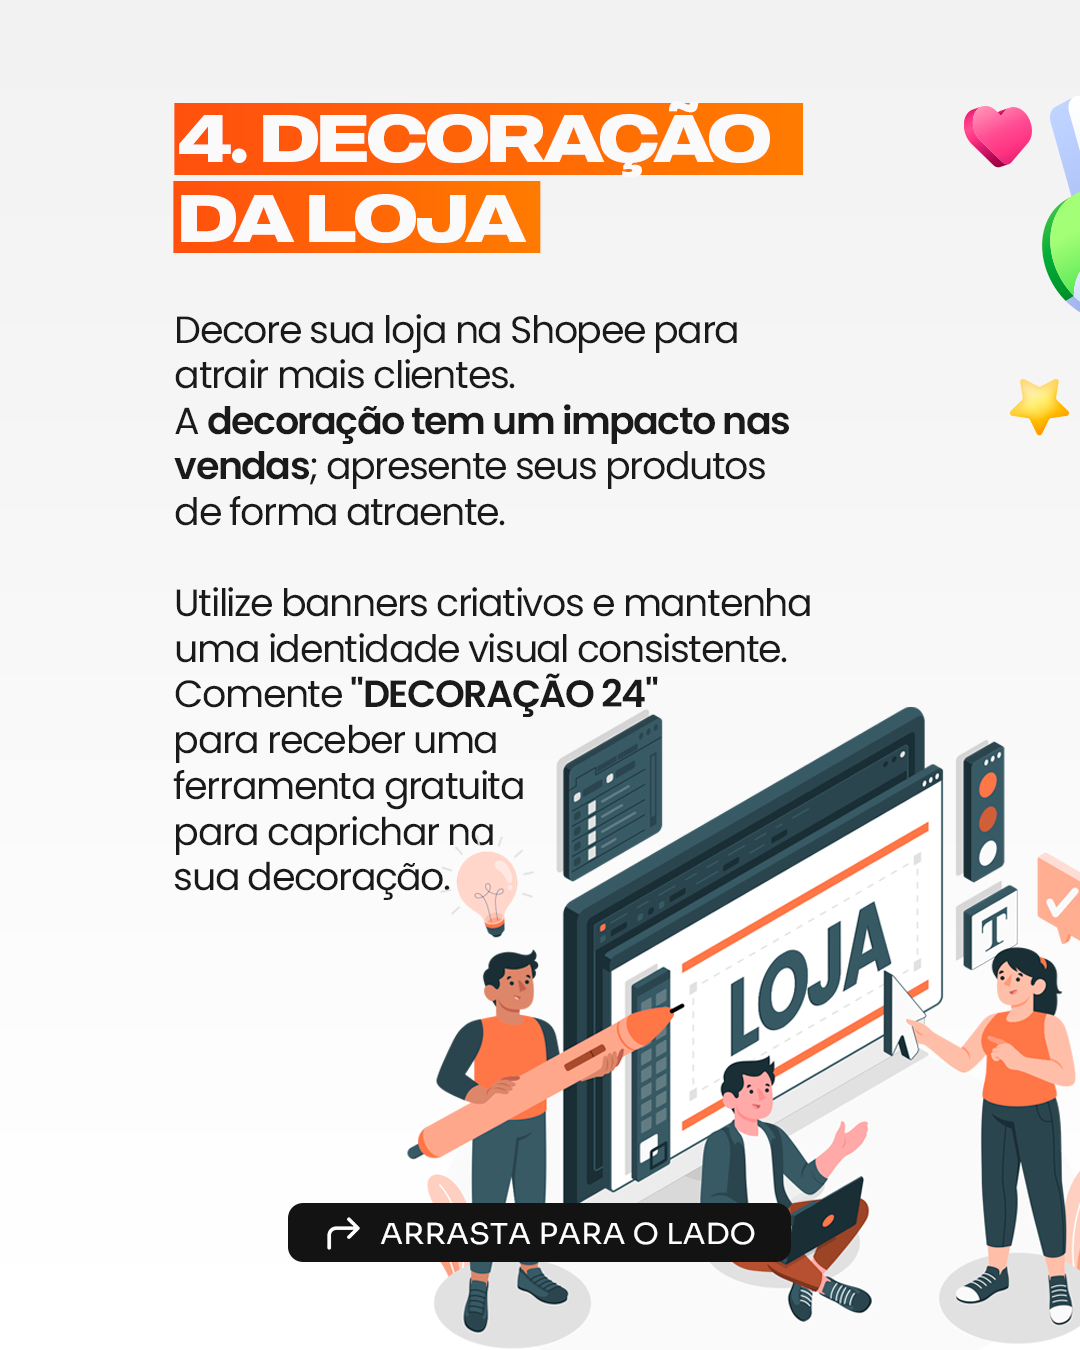 4. DECORAÇÃO
DA LOJA
Decore sua loja na Shopee para
atrair mais clientes.
A decoração tem um impacto nas
vendas; apresente seus produtos
de forma atraente.
Utilize banners criativos e mantenha
uma identidade visual consistente.
Comente "DECORAÇÃO 24"
para receber uma
ferramenta gratuita
para caprichar na
sua decoração.
LOJA
T
ARRASTA PARA O LADO